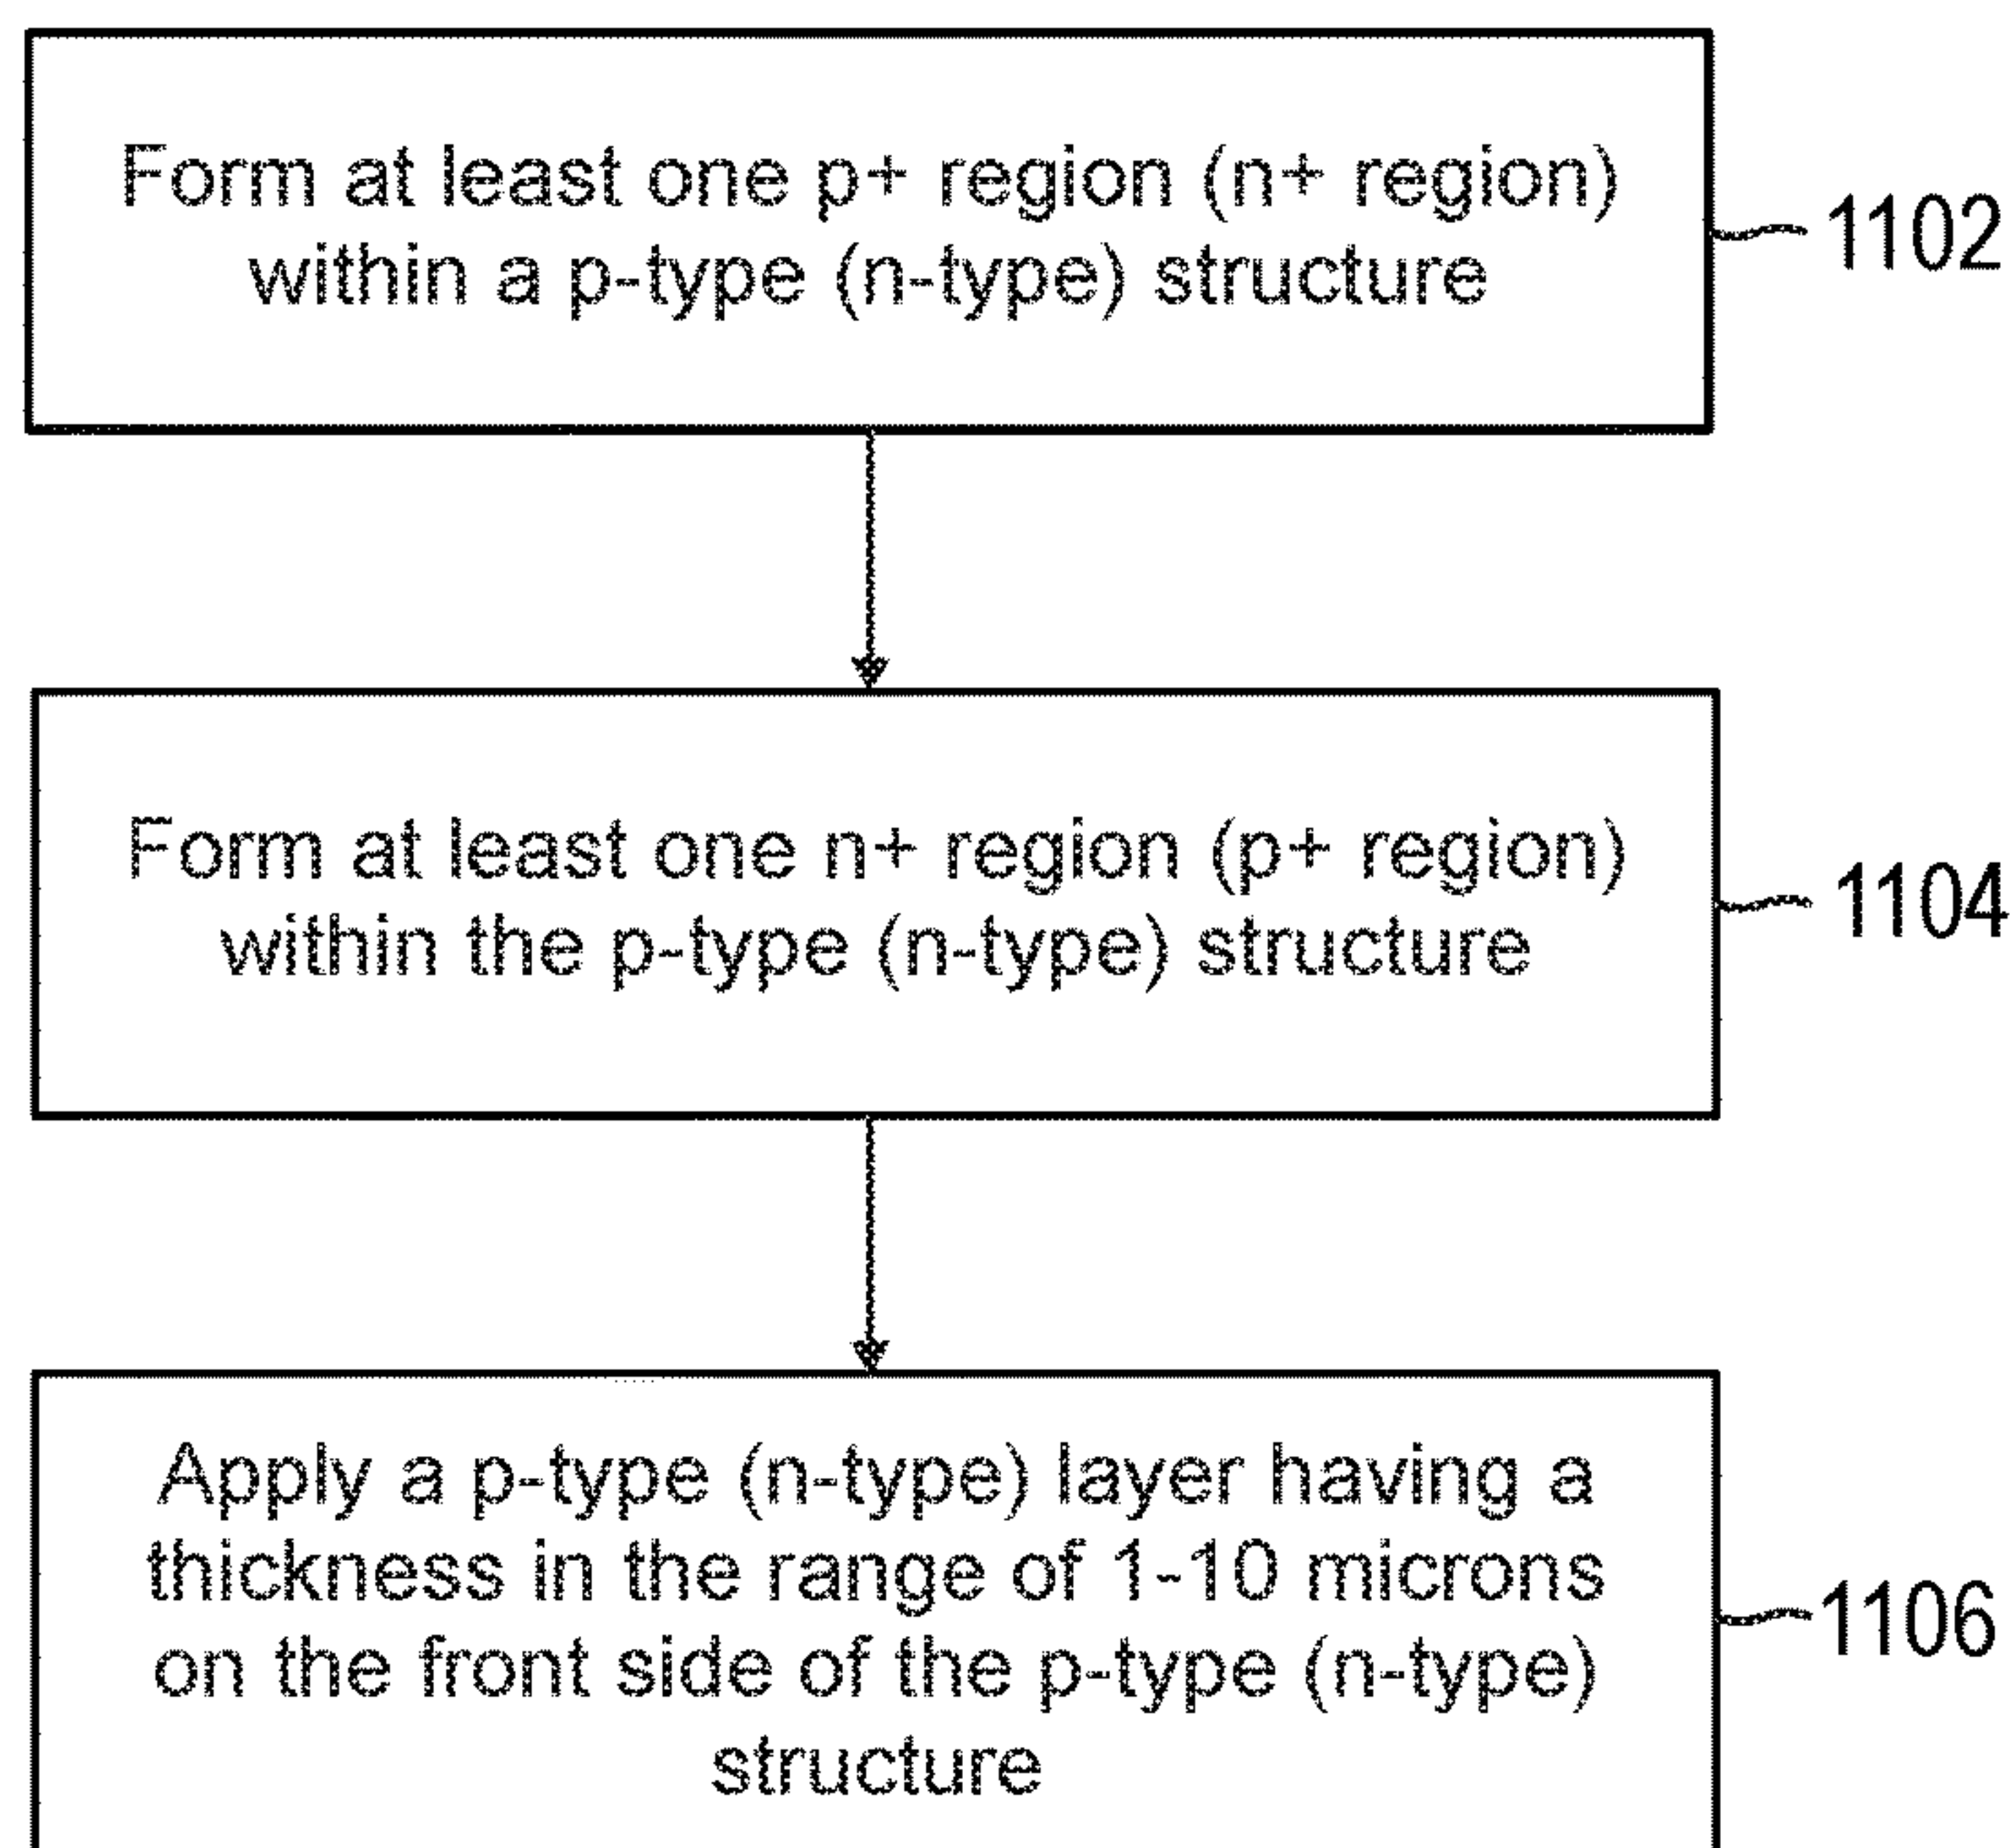 Form at least one p+ region (n+ region)
within a p-type (n-type) structure
1102
Form at least one n+ region (p+ region)
within the p-type (n-type) structure
1104
Apply a p-type (n-type) layer having a
thickness in the range of 1-10 microns
on the front side of the p-type (n-type)
structure
1106